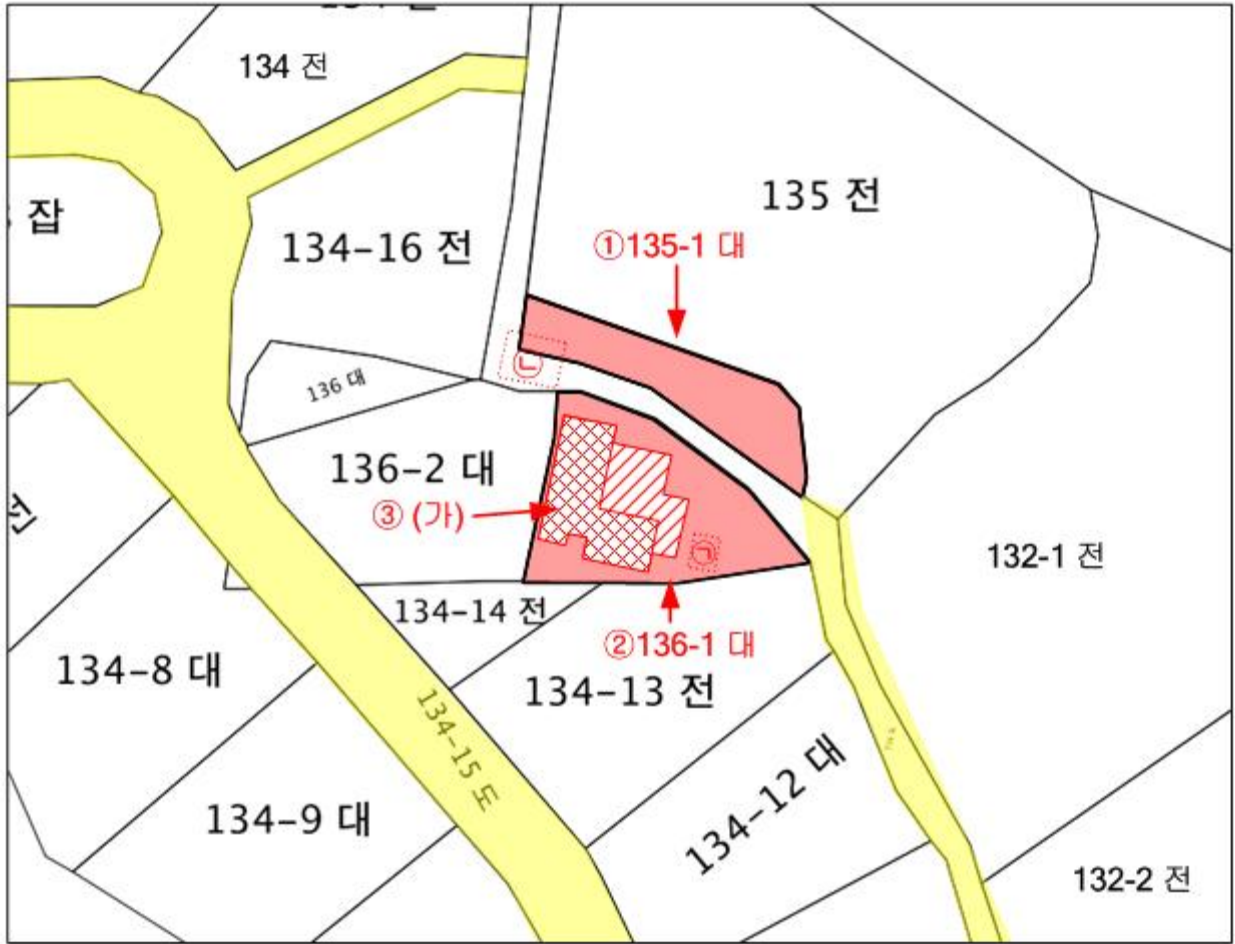 134 전
135 전
잡
134-16 전
①135-1 대
㉡
136 대
136-2 대
③ (가)
㉠
132-1 전
134-14 전
②136-1 대
134-8 대
134-13 전
134-15 도
134-12 대
134-9 대
132-2 전